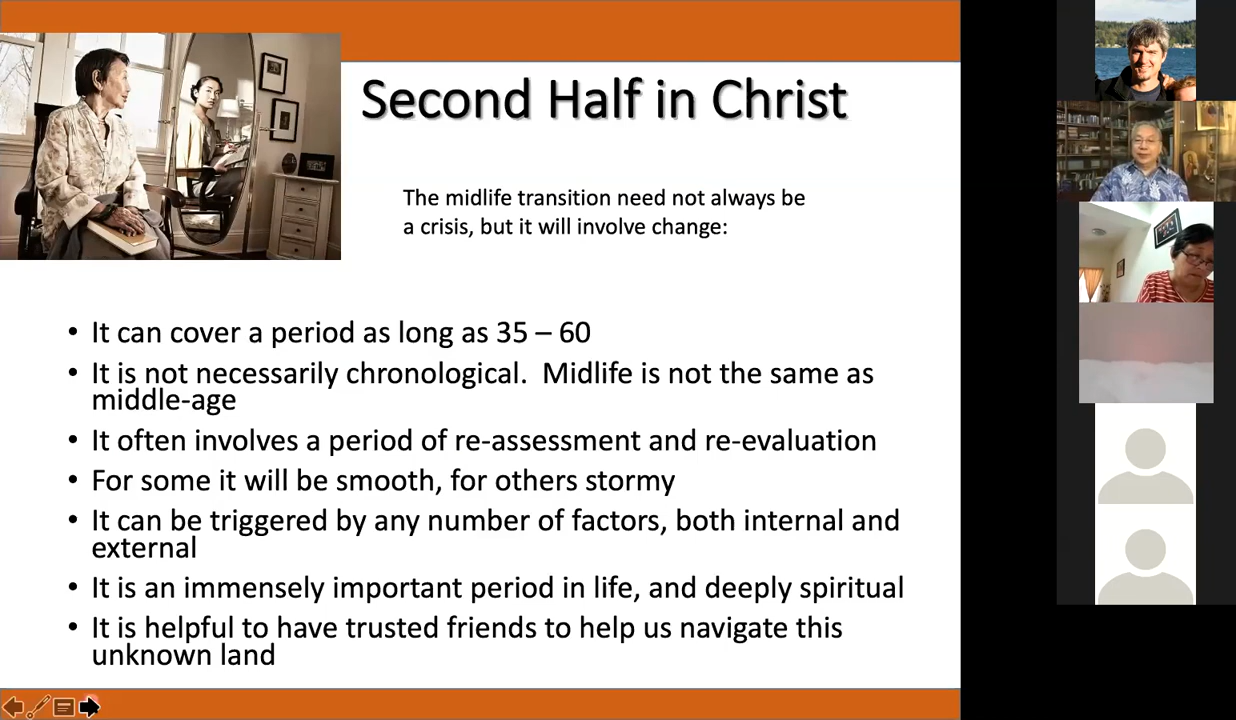 Second Half in Christ
The midlife transition need not always be
a crisis, but it will involve change:
• It can cover a period as long as 35 – 60
• It is not necessarily chronological.  Midlife is not the same as
middle-age
• It often involves a period of re-assessment and re-evaluation
• For some it will be smooth, for others stormy
• It can be triggered by any number of factors, both internal and
external
• It is an immensely important period in life, and deeply spiritual
• It is helpful to have trusted friends to help us navigate this
unknown land